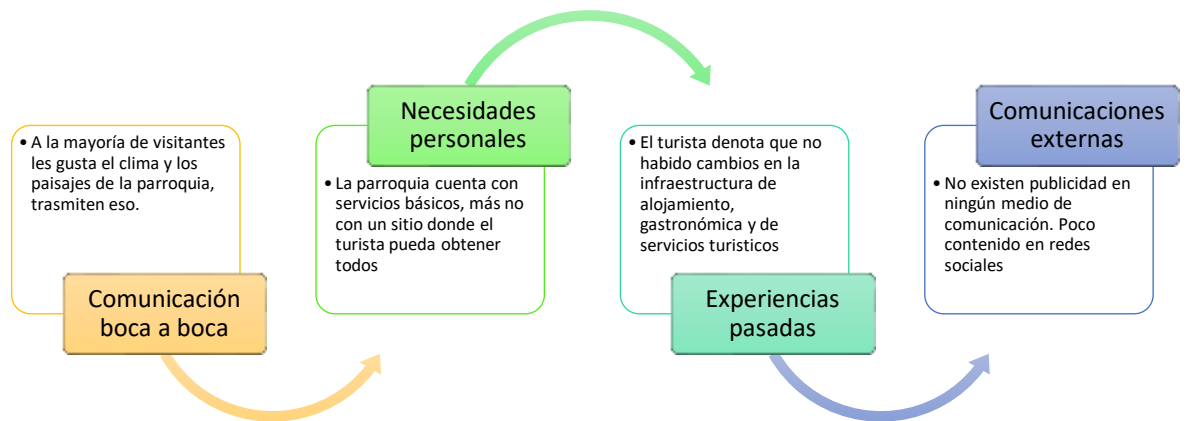 • A la mayoría de visitantes
les gusta el clima y los
paisajes de la parroquia,
trasmiten eso.
Comunicación
boca a boca
Necesidades
personales
• La parroquia cuenta con
servicios básicos, más no
con un sitio donde el
turista pueda obtener
todos
• El turista denota que no
habido cambios en la
infraestructura de
alojamiento,
gastronómica y de
servicios turisticos
Experiencias
pasadas
Comunicaciones
externas
• No existen publicidad en
ningún medio de
comunicación. Poco
contenido en redes
sociales